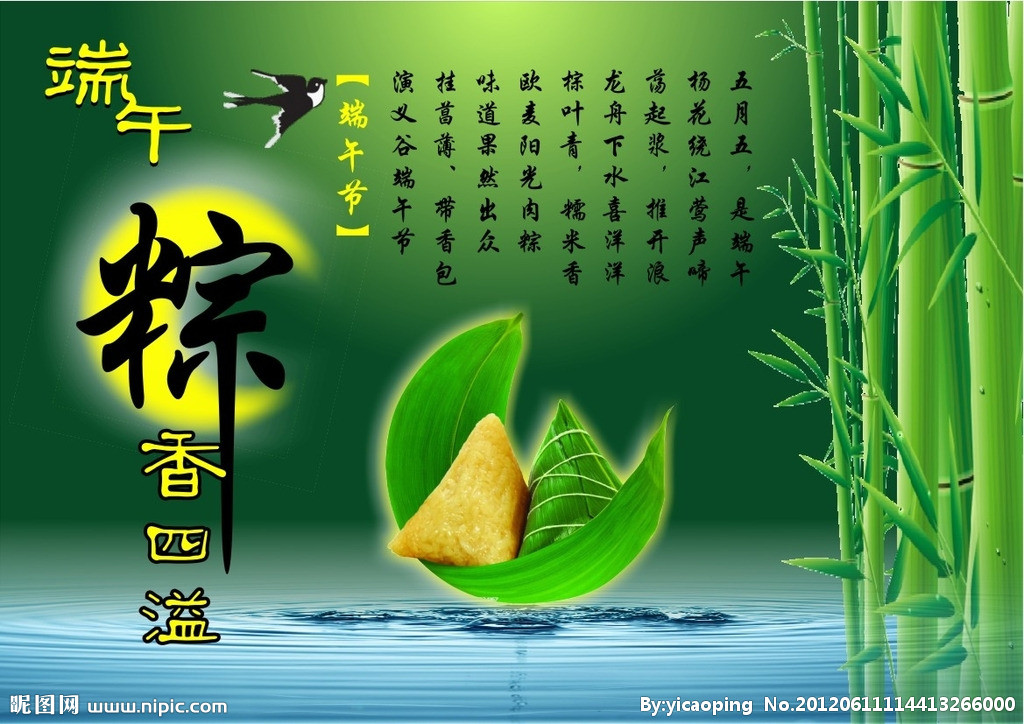 端午
粽
香四溢
【端午节】
五月五，是端午
杨花绕江莺声啼
荡起浆，推开浪
龙舟下水喜洋洋
棕叶青，糯米香
欧麦阳光肉粽
味道果然出众
挂菖薄、带香包
演义谷端午节
昵图网 www.nipic.com
By:yicaoping No.20120611114413266000